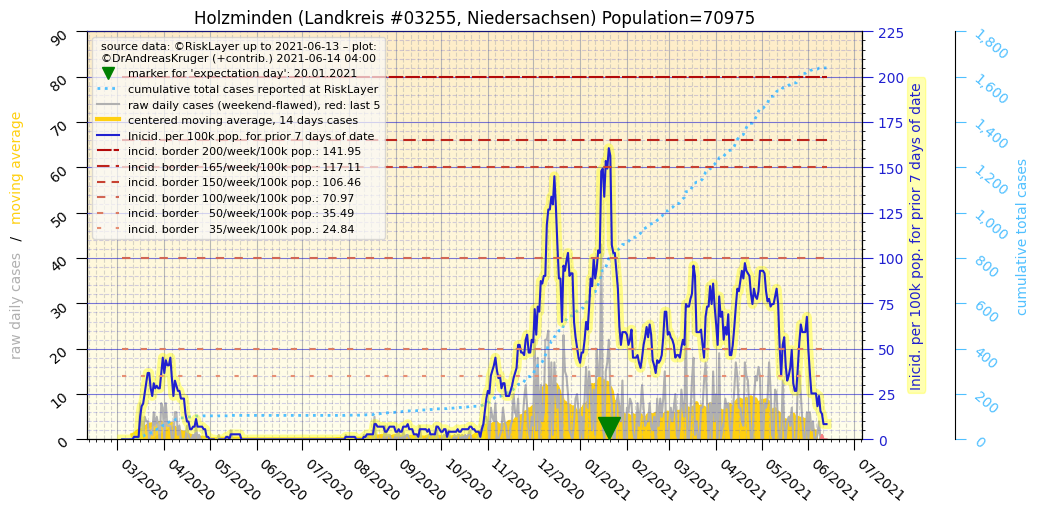 Holzminden (Landkreis #03255, Niedersachsen) Population=70975
source data: ©RiskLayer up to 2021-06-13 – plot:
©DrAndreasKruger (+contrib.) 2021-06-14 04:00
marker for 'expectation day': 20.01.2021
cumulative total cases reported at RiskLayer
raw daily cases (weekend-flawed), red: last 5
centered moving average, 14 days cases
Inicid. per 100k pop. for prior 7 days of date
incid. border 200/week/100k pop.: 141.95
incid. border 165/week/100k pop.: 117.11
incid. border 150/week/100k pop.: 106.46
incid. border 100/week/100k pop.: 70.97
incid. border 50/week/100k pop.: 35.49
incid. border 35/week/100k pop.: 24.84
raw daily cases / moving average
90
80
70
60
50
40
30
20
10
0
03/2020
04/2020
05/2020
06/2020
07/2020
08/2020
09/2020
10/2020
11/2020
12/2020
01/2021
02/2021
03/2021
04/2021
05/2021
06/2021
07/2021
225
200
175
150
125
100
75
50
25
0
Inicid. per 100k pop. for prior 7 days of date
1,800
1,600
1,400
1,200
1,000
800
600
400
200
0
cumulative total cases